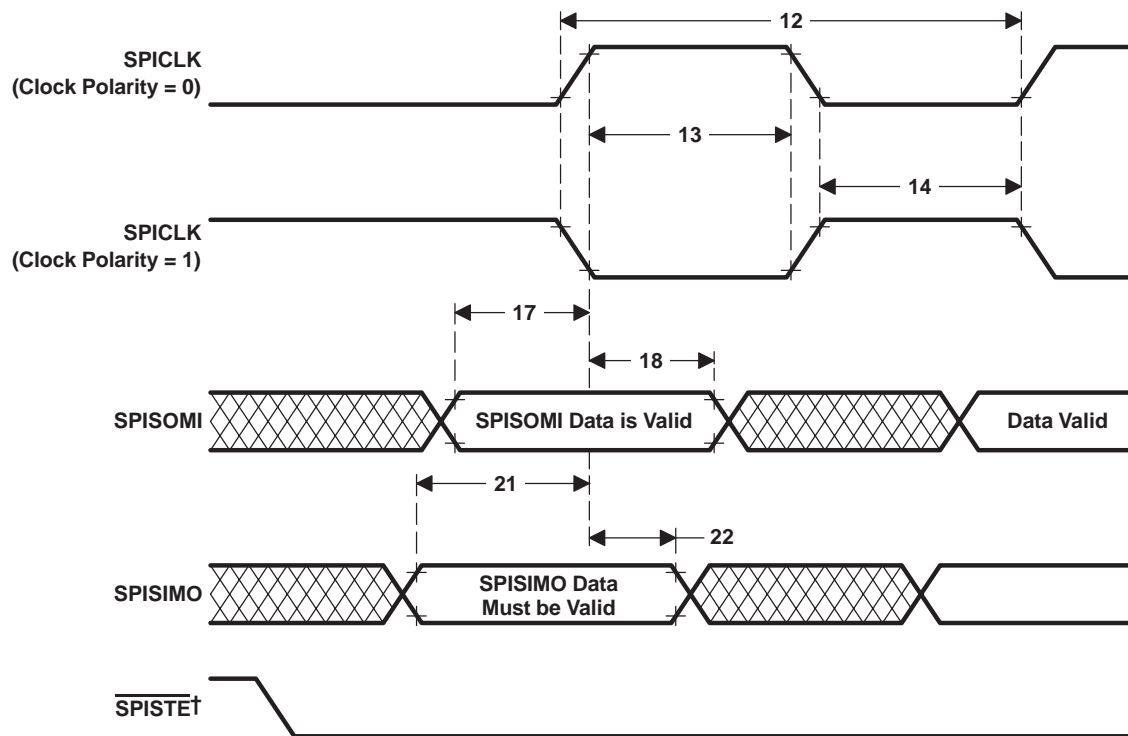 12
SPICLK
(Clock Polarity = 0)
13
14
SPICLK
(Clock Polarity = 1)
17
18
SPISOMI
SPISOMI Data is Valid
Data Valid
21
22
SPISIMO
SPISIMO Data
Must be Valid
SPISTE†